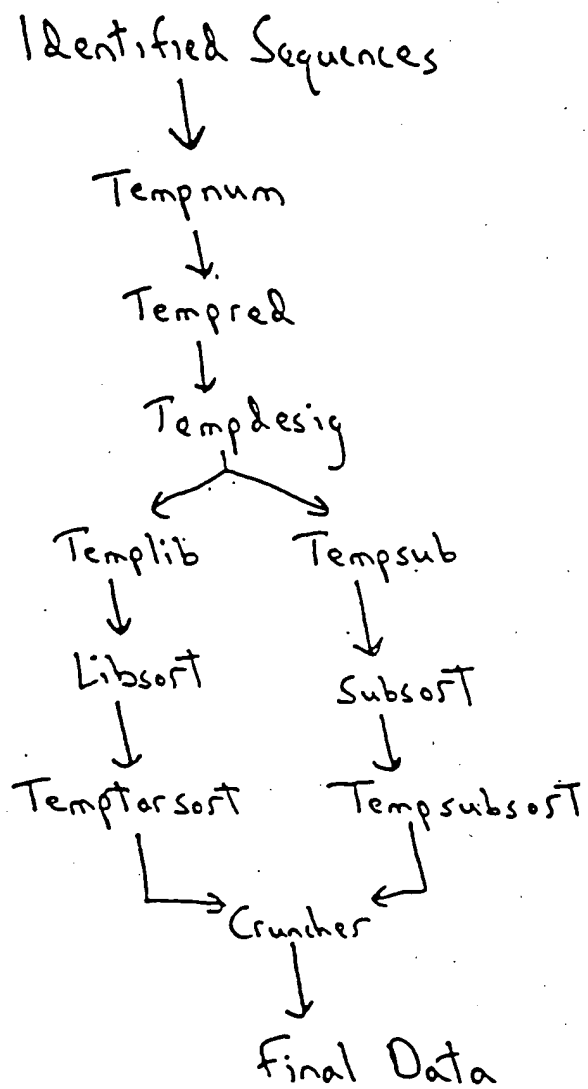 Identified Sequences
Tempnum
Tempred
Tempdesig
Templib Tempsub
Libsort Subsort
Temptarsort Tempsubsort
Cruncher
Final Data